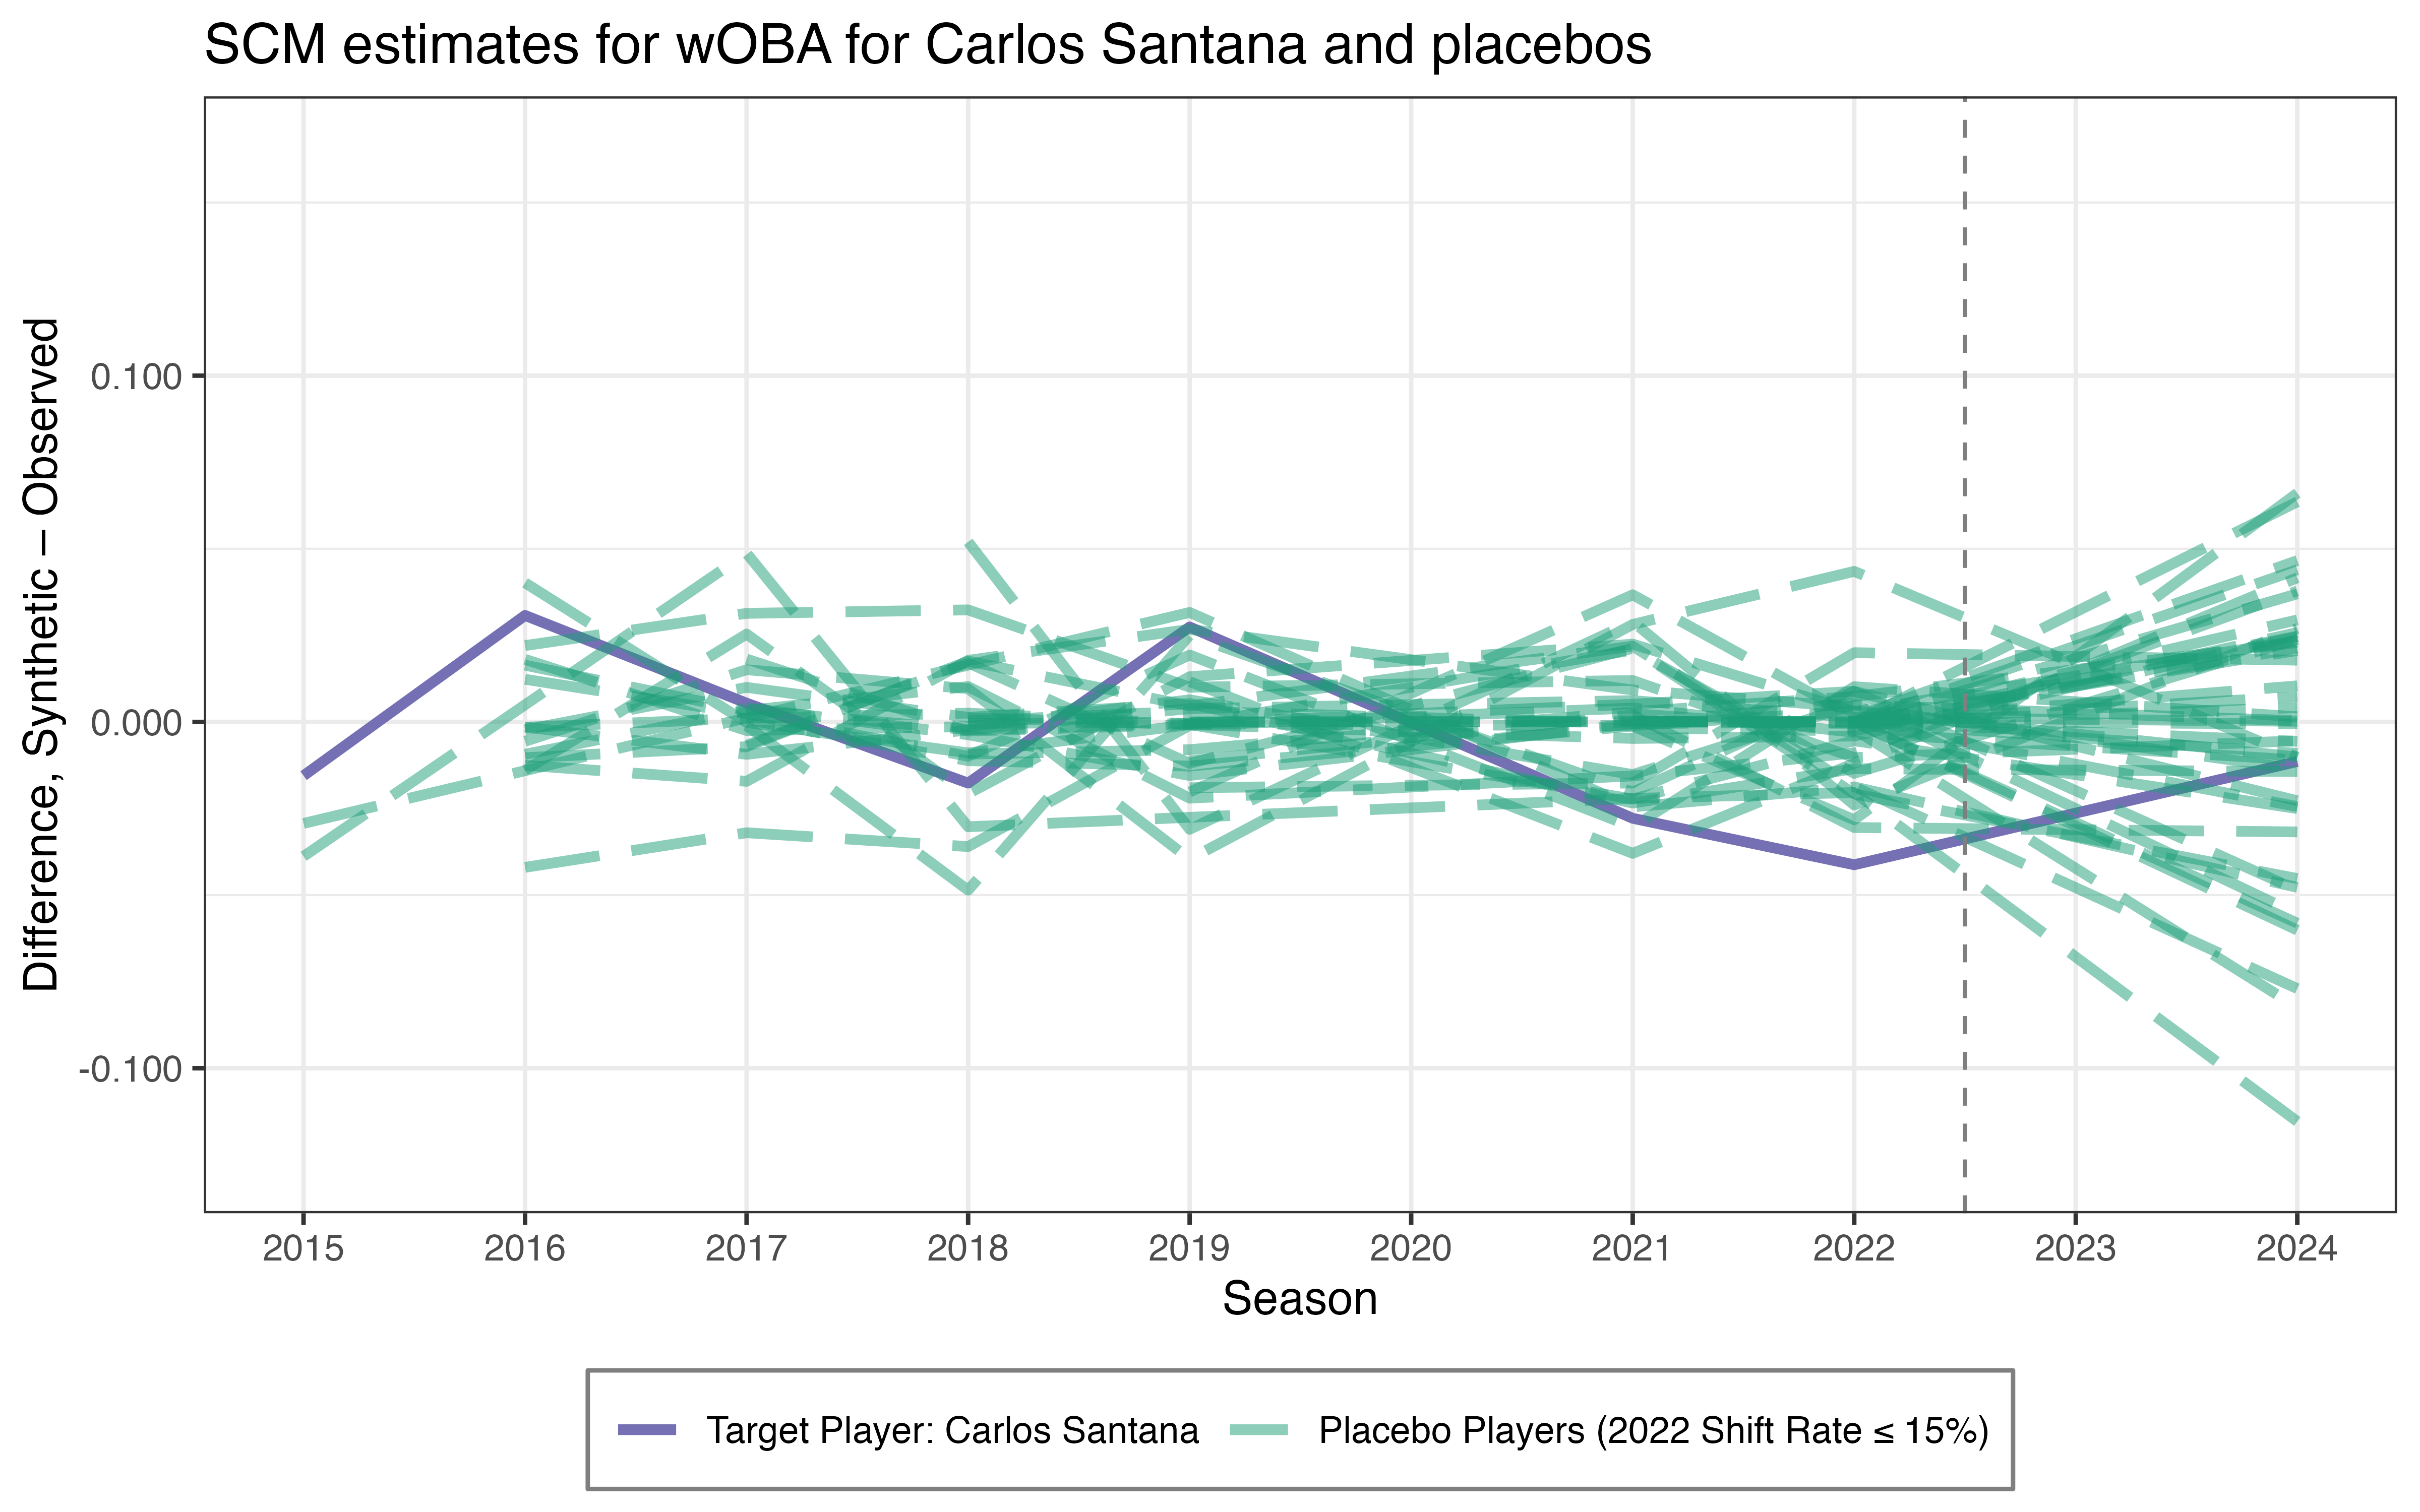 SCM estimates for wOBA for Carlos Santana and placebos
Difference, Synthetic − Observed
0.100
0.000
-0.100
2015 2016 2017 2018 2019 2020 2021 2022 2023 2024
Season
Target Player: Carlos Santana Placebo Players (2022 Shift Rate ≤ 15%)